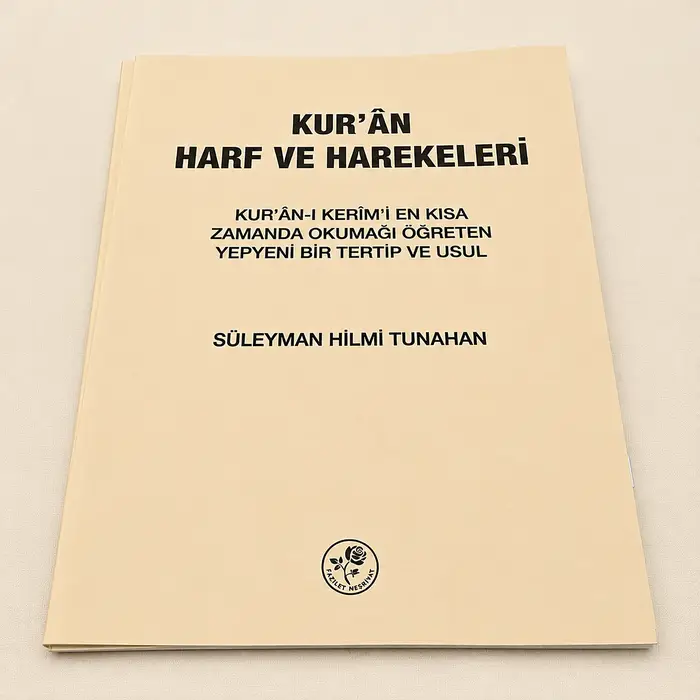 KUR'ÂN
HARF VE HAREKELERİ
KUR'ÂN-I KERÎM'İ EN KISA
ZAMANDA OKUMAĞI ÖĞRETEN
YEPYENİ BİR TERTİP VE USUL
SÜLEYMAN HİLMİ TUNAHAN
FAZİLET NEŞRİYAT